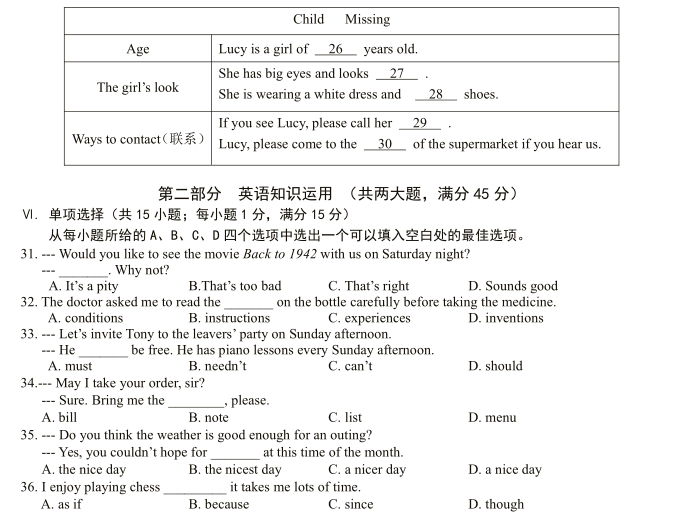 Child Missing
Age Lucy is a girl of 26 years old.
The girl's look
She has big eyes and looks 27 .
She is wearing a white dress and 28 shoes.
Ways to contact(联系)
If you see Lucy, please call her 29 .
Lucy, please come to the 30 of the supermarket if you hear us.
第二部分 英语知识运用 (共两大题,满分 45 分)
Ⅵ. 单项选择(共 15 小题;每小题 1 分,满分 15 分)
从每小题所给的 A、B、C、D 四个选项中选出一个可以填入空白处的最佳选项。
31. --- Would you like to see the movie Back to 1942 with us on Saturday night?
--- _______. Why not?
A. It's a pity B.That's too bad C. That's right D. Sounds good
32. The doctor asked me to read the _______ on the bottle carefully before taking the medicine.
A. conditions B. instructions C. experiences D. inventions
33. --- Let's invite Tony to the leavers' party on Sunday afternoon.
--- He _______ be free. He has piano lessons every Sunday afternoon.
A. must B. needn't C. can't D. should
34.--- May I take your order, sir?
--- Sure. Bring me the ________, please.
A. bill B. note C. list D. menu
35. --- Do you think the weather is good enough for an outing?
--- Yes, you couldn't hope for _______ at this time of the month.
A. the nice day B. the nicest day C. a nicer day D. a nice day
36. I enjoy playing chess _________ it takes me lots of time.
A. as if B. because C. since D. though